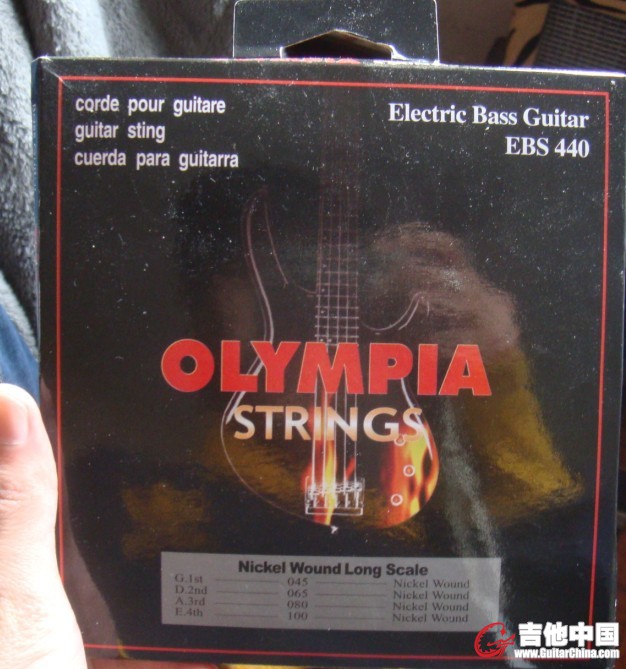 corde pour guitare
guitar sting
cuerda para guitarra
Electric Bass Guitar
EBS 440
OLYMPIA
STRINGS
Nickel Wound Long Scale
G.1st 045 Nickel Wound
D.2nd 065 Nickel Wound
A.3rd 080 Nickel Wound
E.4th 100 Nickel Wound
吉他中国
www.GuitarChina.com